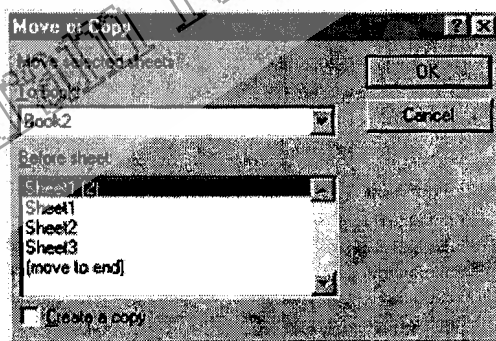 Move or Copy
OK
Move selected sheets
To book:
Book2
Cancel
Before sheet:
Sheet1 (2)
Sheet1
Sheet2
Sheet3
(move to end)
Create a copy